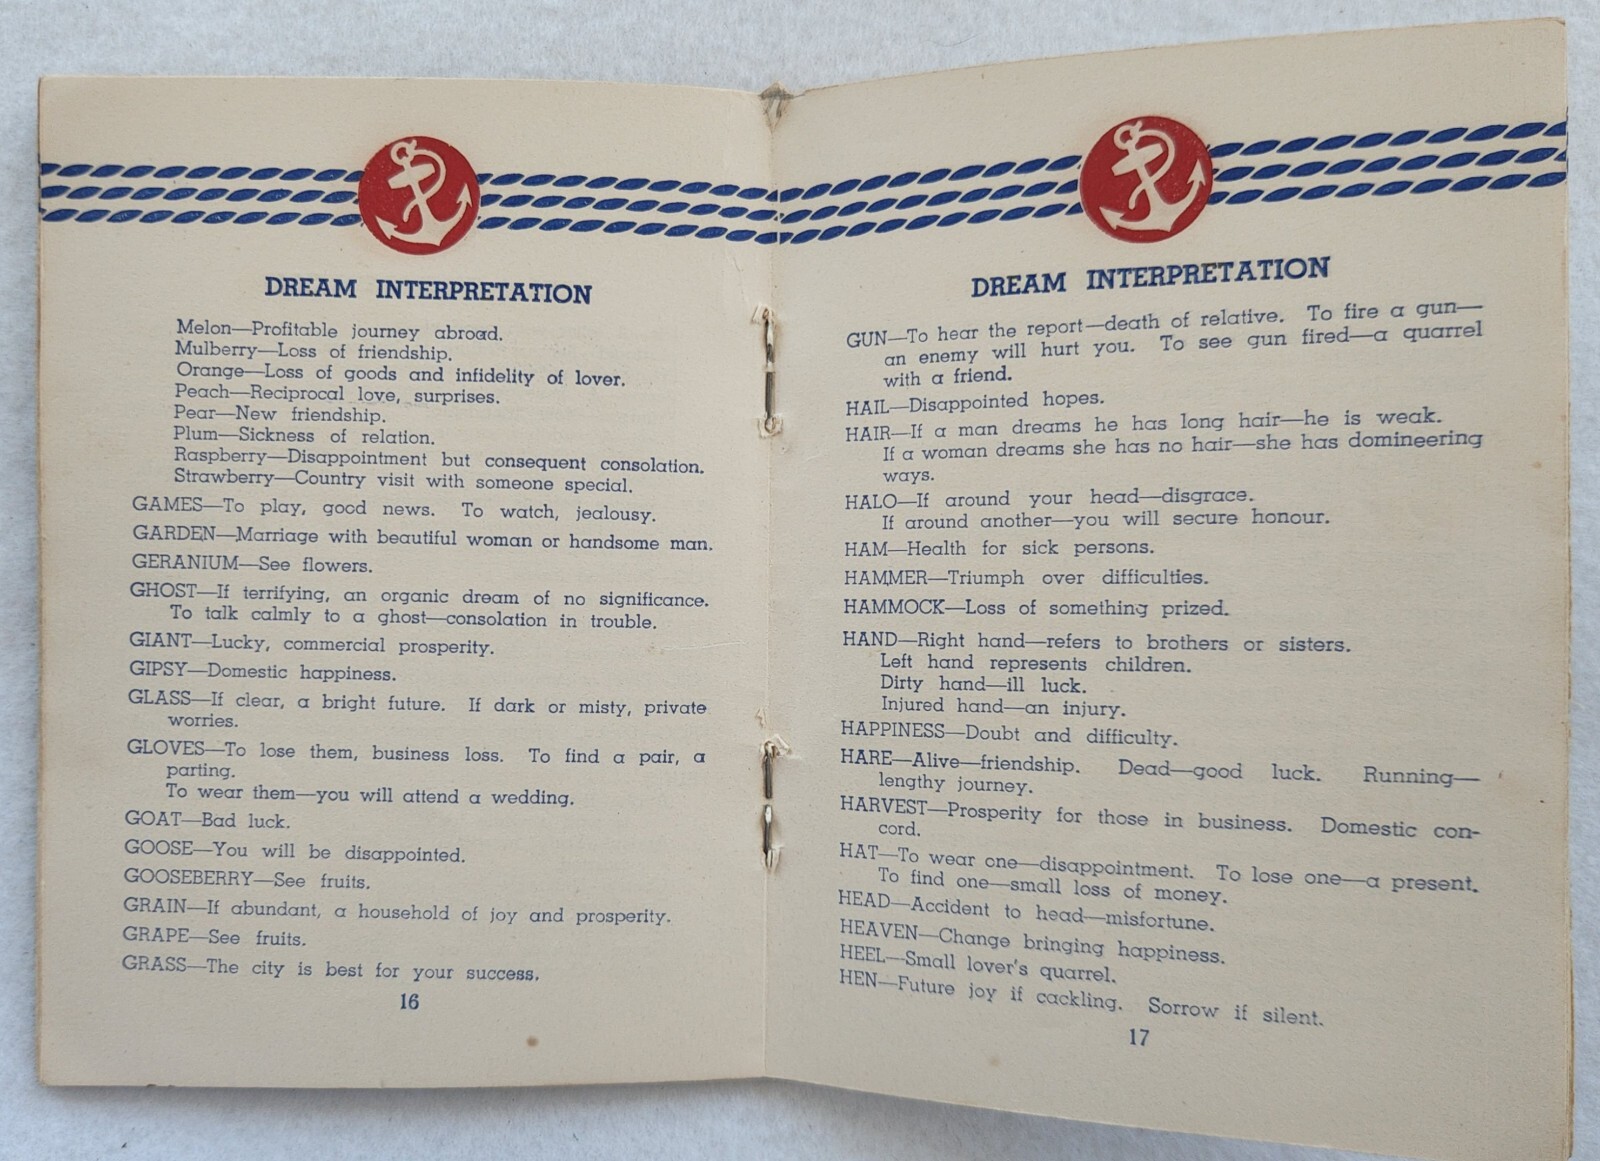 DREAM INTERPRETATION
Melon—Profitable journey abroad.
Mulberry—Loss of friendship.
Orange—Loss of goods and infidelity of lover.
Peach—Reciprocal love, surprises.
Pear—New friendship.
Plum—Sickness of relation.
Raspberry—Disappointment but consequent consolation.
Strawberry—Country visit with someone special.
GAMES—To play, good news. To watch, jealousy.
GARDEN—Marriage with beautiful woman or handsome man.
GERANIUM—See flowers.
GHOST—If terrifying, an organic dream of no significance.
To talk calmly to a ghost—consolation in trouble.
GIANT—Lucky, commercial prosperity.
GIPSY—Domestic happiness.
GLASS—If clear, a bright future. If dark or misty, private
worries.
GLOVES—To lose them, business loss. To find a pair, a
parting.
To wear them—you will attend a wedding.
GOAT—Bad luck.
GOOSE—You will be disappointed.
GOOSEBERRY—See fruits.
GRAIN—If abundant, a household of joy and prosperity.
GRAPE—See fruits.
GRASS—The city is best for your success.
16
DREAM INTERPRETATION
GUN—To hear the report—death of relative. To fire a gun—
an enemy will hurt you. To see gun fired—a quarrel
with a friend.
HAIL—Disappointed hopes.
HAIR—If a man dreams he has long hair—he is weak.
If a woman dreams she has no hair—she has domineering
ways.
HALO—If around your head—disgrace.
If around another—you will secure honour.
HAM—Health for sick persons.
HAMMER—Triumph over difficulties.
HAMMOCK—Loss of something prized.
HAND—Right hand—refers to brothers or sisters.
Left hand represents children.
Dirty hand—ill luck.
Injured hand—an injury.
HAPPINESS—Doubt and difficulty.
HARE—Alive—friendship. Dead—good luck. Running—
lengthy journey.
HARVEST—Prosperity for those in business. Domestic con-
cord.
HAT—To wear one—disappointment. To lose one—a present.
To find one—small loss of money.
HEAD—Accident to head—misfortune.
HEAVEN—Change bringing happiness.
HEEL—Small lover's quarrel.
HEN—Future joy if cackling. Sorrow if silent.
17